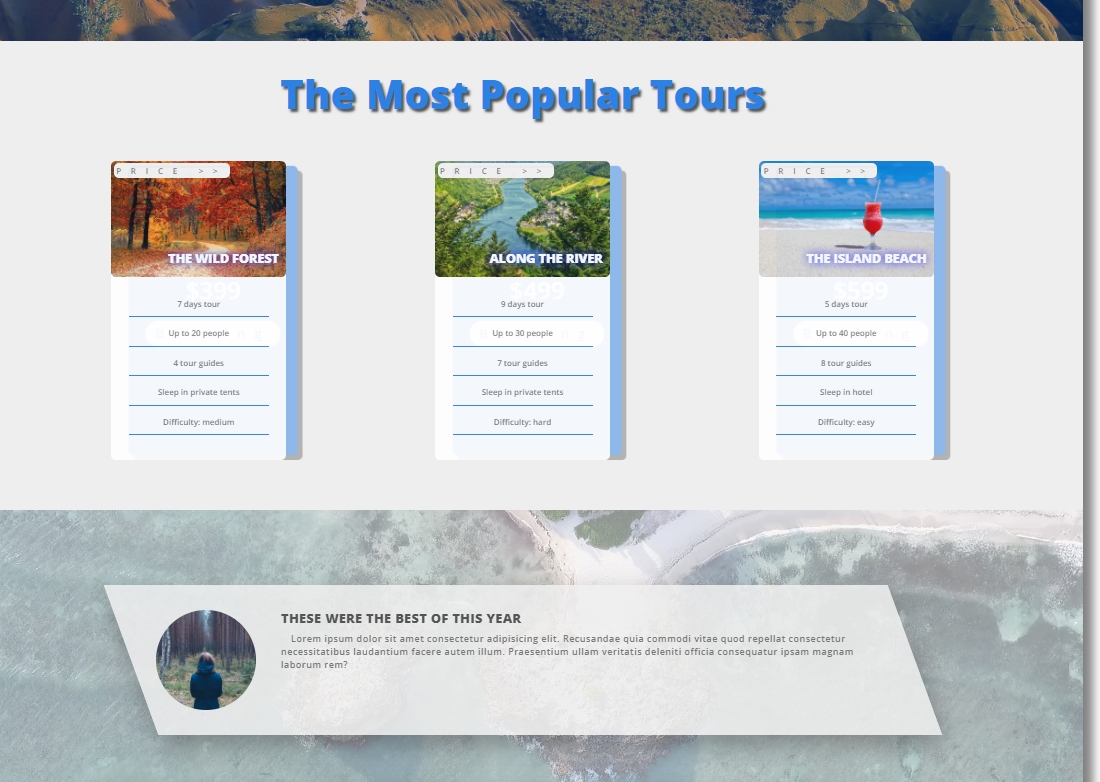 The Most Popular Tours
PRICE >>
THE WILD FOREST
$399
7 days tour
Up to 20 people
4 tour guides
Sleep in private tents
Difficulty: medium
PRICE >>
ALONG THE RIVER
$499
9 days tour
Up to 30 people
7 tour guides
Sleep in private tents
Difficulty: hard
PRICE >>
THE ISLAND BEACH
$599
5 days tour
Up to 40 people
8 tour guides
Sleep in hotel
Difficulty: easy
THESE WERE THE BEST OF THIS YEAR
Lorem ipsum dolor sit amet consectetur adipisicing elit. Recusandae quia commodi vitae quod repellat consectetur
necessitatibus laudantium facere autem illum. Praesentium ullam veritatis deleniti officia consequatur ipsam magnam
laborum rem?